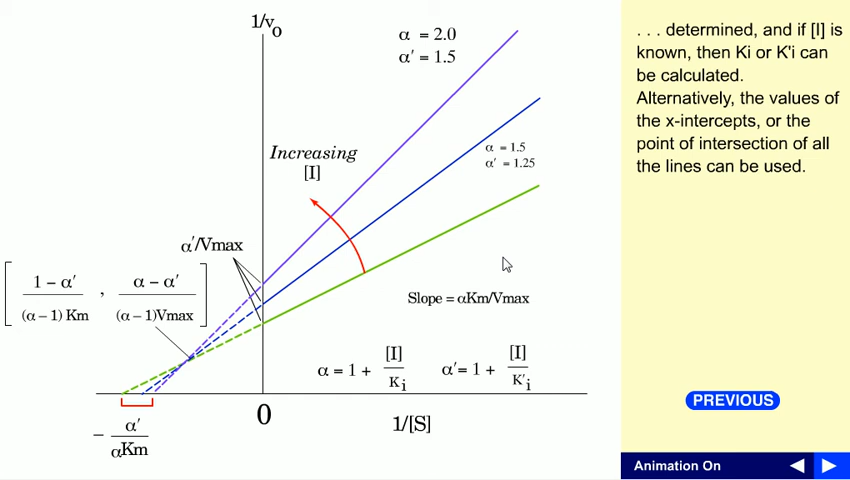 1/vo
α = 2.0
α′ = 1.5
Increasing
[I]
α = 1.5
α′ = 1.25
α′/Vmax
[ 1 − α′ / (α − 1) Km , α − α′ / (α − 1)Vmax ]
Slope = αKm/Vmax
α = 1 + [I] / Ki
α′= 1 + [I] / K′i
0
1/[S]
− α′ / αKm
. . . determined, and if [I] is
known, then Ki or K'i can
be calculated.
Alternatively, the values of
the x-intercepts, or the
point of intersection of all
the lines can be used.
PREVIOUS
Animation On